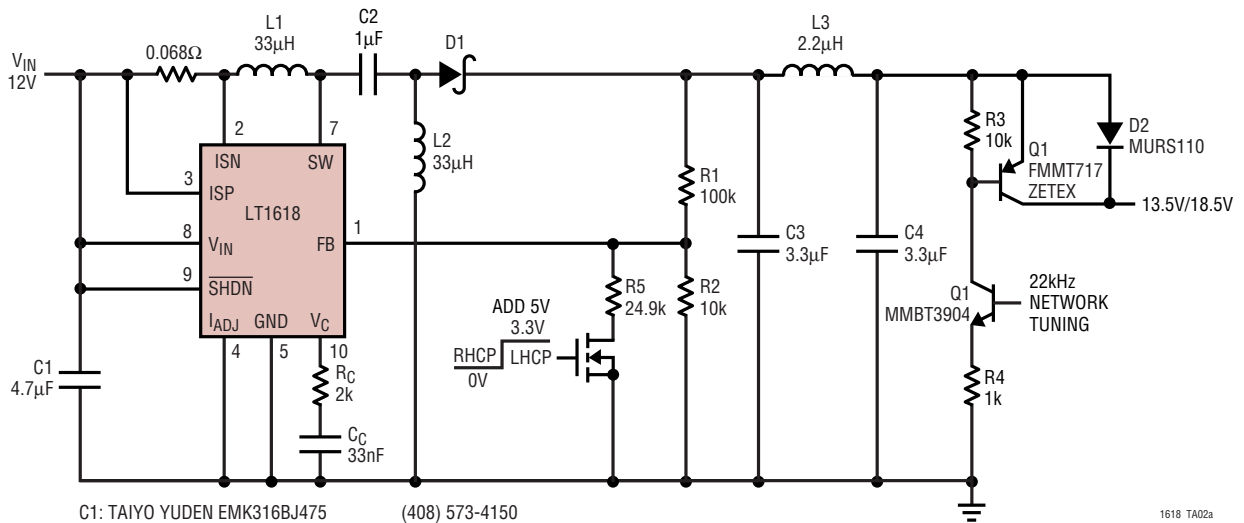 V_IN
12V
0.068Ω
L1
33µH
C2
1µF
D1
L3
2.2µH
2
7
ISN
SW
3
ISP
LT1618
8
V_IN
FB
1
9
SHDN
I_ADJ
GND
V_C
4
5
10
L2
33µH
R1
100k
R5
24.9k
R2
10k
C3
3.3µF
C4
3.3µF
R3
10k
Q1
FMMT717
ZETEX
D2
MURS110
13.5V/18.5V
Q1
MMBT3904
22kHz
NETWORK
TUNING
R4
1k
ADD 5V
3.3V
RHCP
LHCP
0V
C1
4.7µF
R_C
2k
C_C
33nF
C1: TAIYO YUDEN EMK316BJ475 (408) 573-4150
1618 TA02a